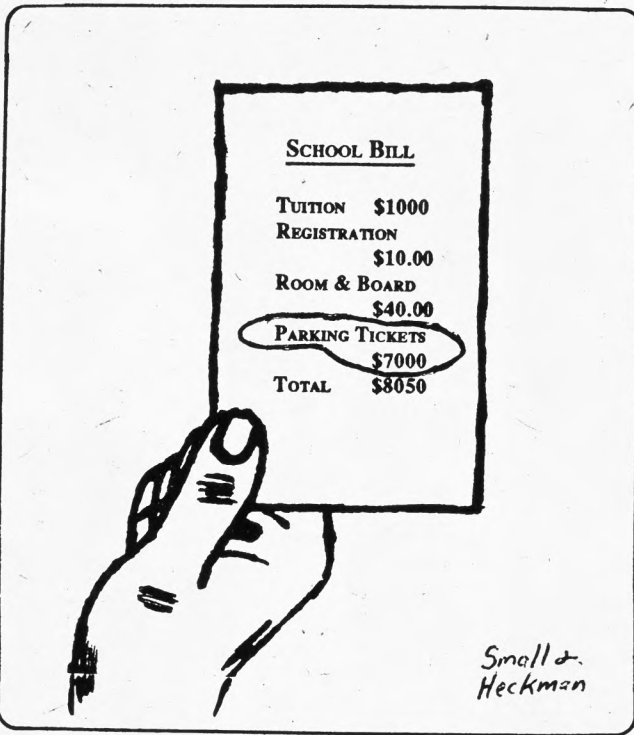 SCHOOL BILL
TUITION $1000
REGISTRATION
$10.00
ROOM & BOARD
$40.00
PARKING TICKETS
$7000
TOTAL $8050
Small &.
Heckman